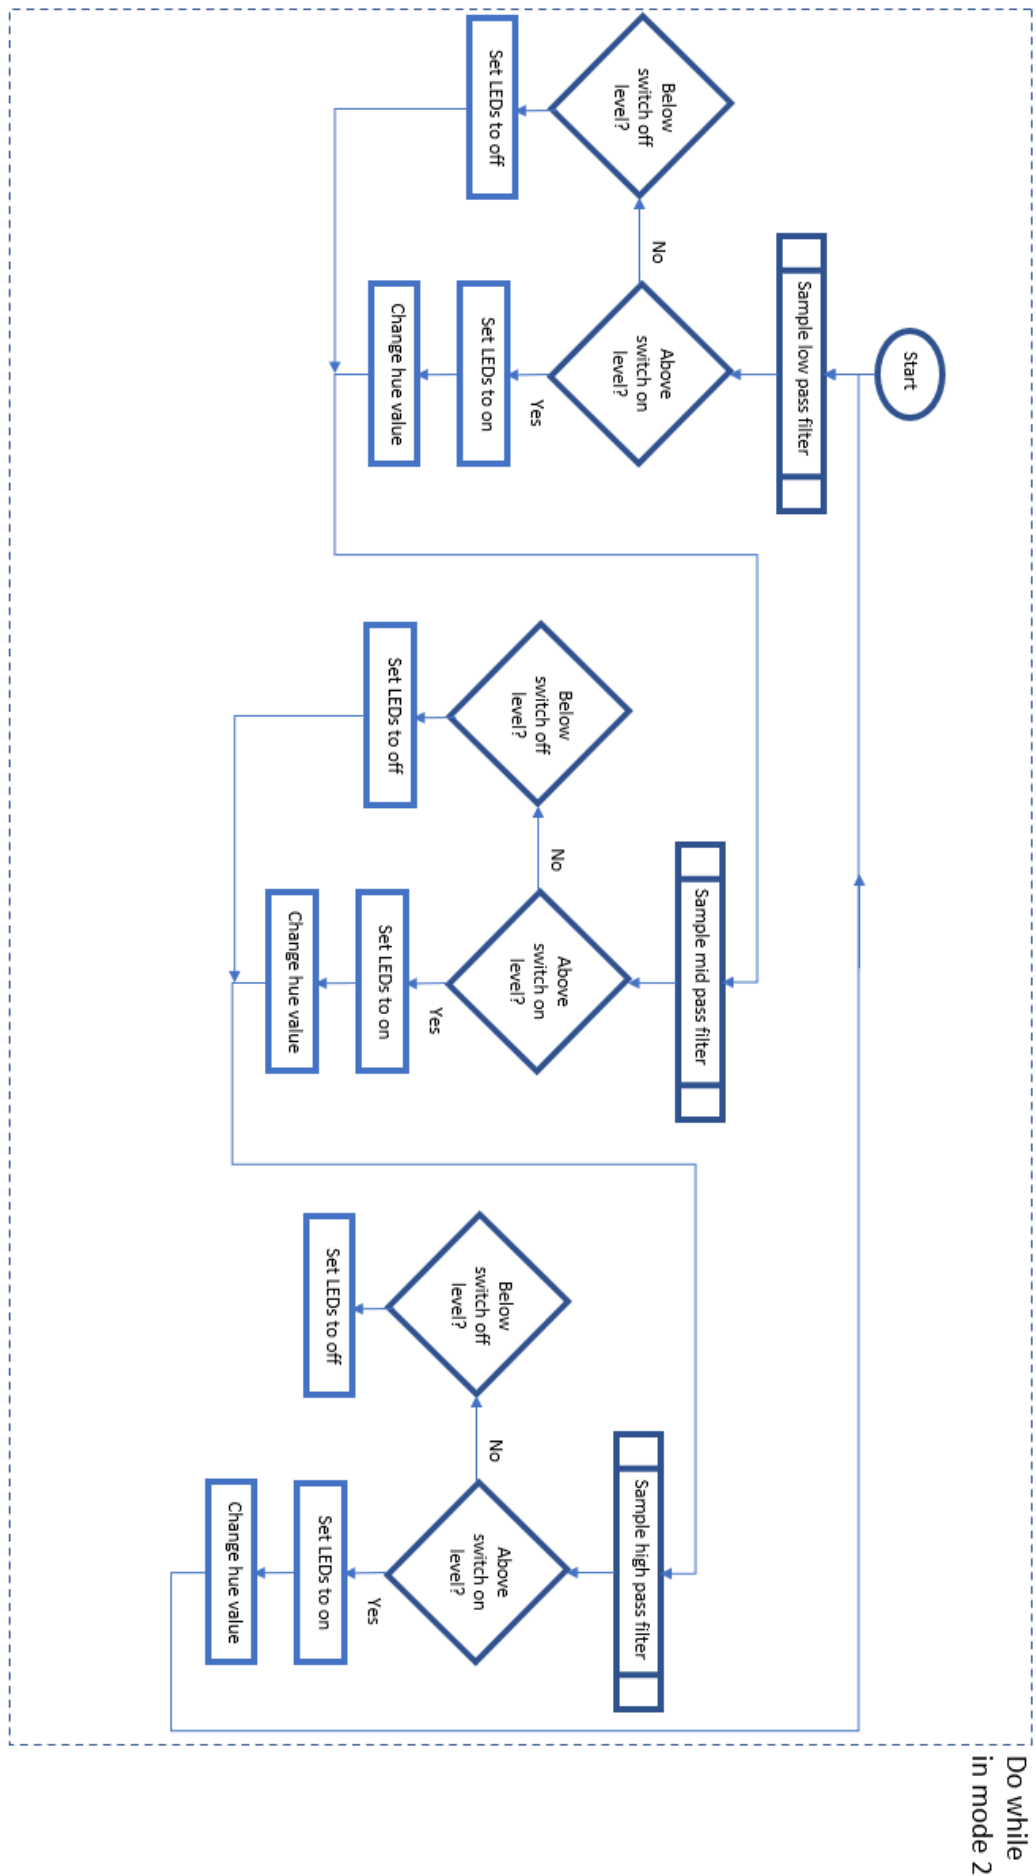 Do while
in mode 2
Start
Sample low pass filter
Above
switch on
level?
No
Below
switch off
level?
Set LEDs to off
Yes
Set LEDs to on
Change hue value
Sample mid pass filter
Above
switch on
level?
No
Below
switch off
level?
Set LEDs to off
Yes
Set LEDs to on
Change hue value
Sample high pass filter
Above
switch on
level?
No
Below
switch off
level?
Set LEDs to off
Yes
Set LEDs to on
Change hue value